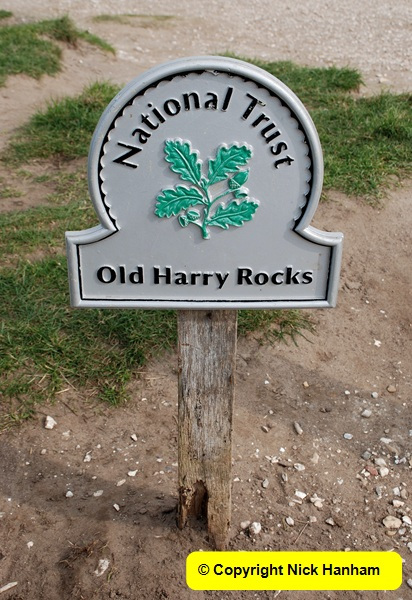 National Trust
Old Harry Rocks
© Copyright Nick Hanham